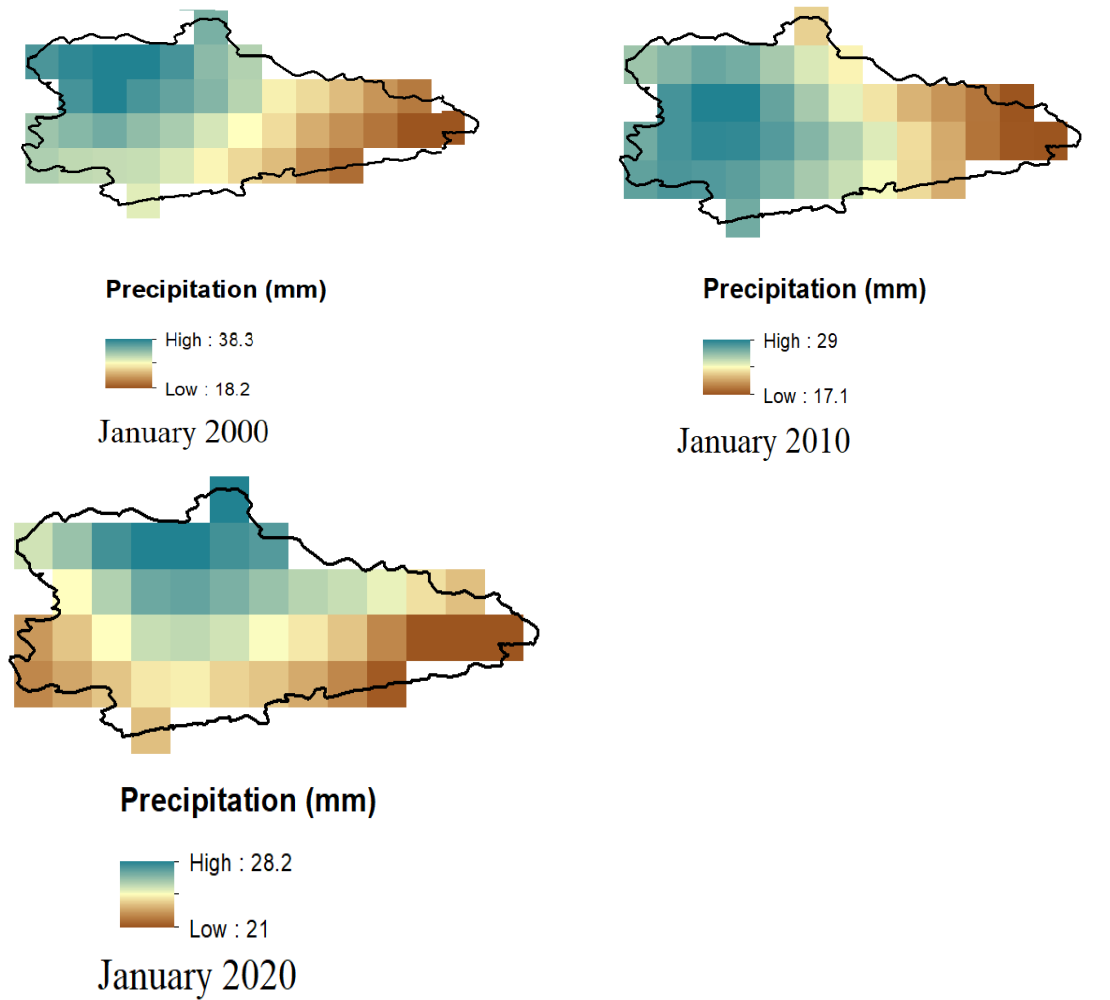 Precipitation (mm)
High : 38.3
Low : 18.2
January 2000
Precipitation (mm)
High : 29
Low : 17.1
January 2010
Precipitation (mm)
High : 28.2
Low : 21
January 2020